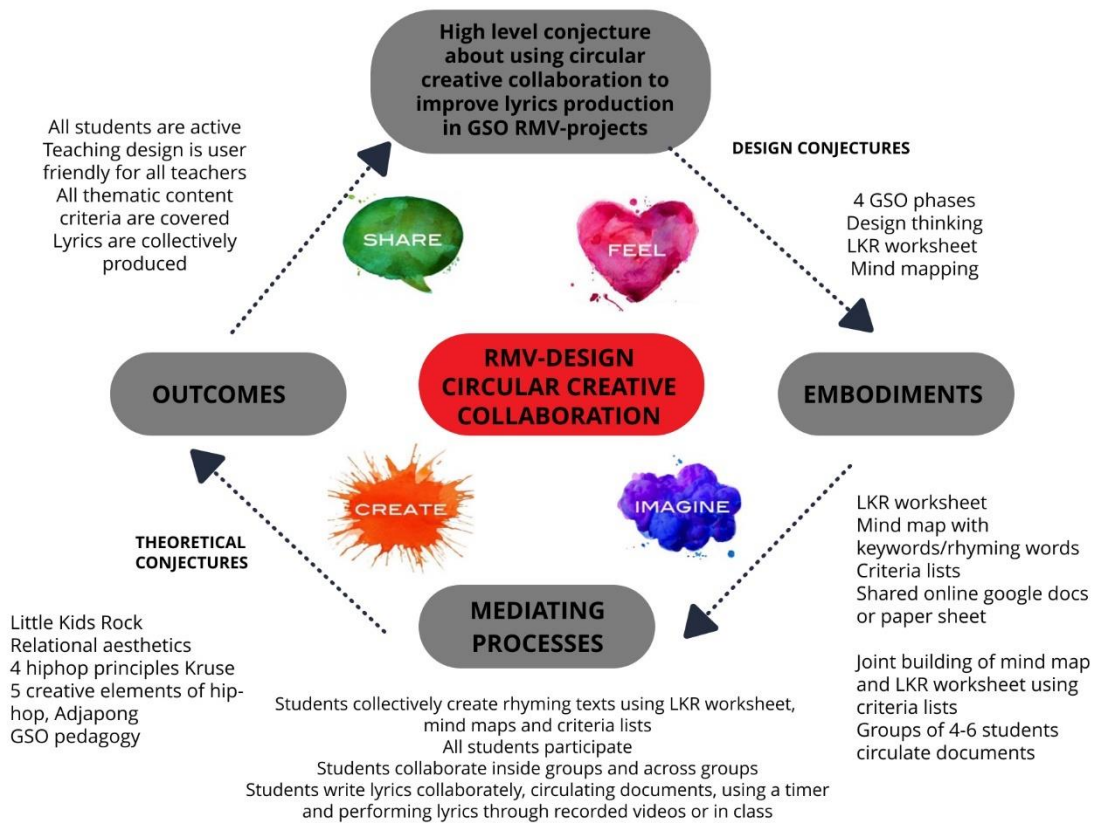 High level conjecture
about using circular
creative collaboration to
improve lyrics production
in GSO RMV-projects
All students are active
Teaching design is user
friendly for all teachers
All thematic content
criteria are covered
Lyrics are collectively
produced
DESIGN CONJECTURES
4 GSO phases
Design thinking
LKR worksheet
Mind mapping
SHARE
FEEL
OUTCOMES
RMV-DESIGN
CIRCULAR CREATIVE
COLLABORATION
EMBODIMENTS
CREATE
IMAGINE
THEORETICAL
CONJECTURES
LKR worksheet
Mind map with
keywords/rhyming words
Criteria lists
Shared online google docs
or paper sheet
Joint building of mind map
and LKR worksheet using
criteria lists
Groups of 4-6 students
circulate documents
MEDIATING
PROCESSES
Little Kids Rock
Relational aesthetics
4 hiphop principles Kruse
5 creative elements of hip-
hop, Adjapong
GSO pedagogy
Students collectively create rhyming texts using LKR worksheet,
mind maps and criteria lists
All students participate
Students collaborate inside groups and across groups
Students write lyrics collaborately, circulating documents, using a timer
and performing lyrics through recorded videos or in class